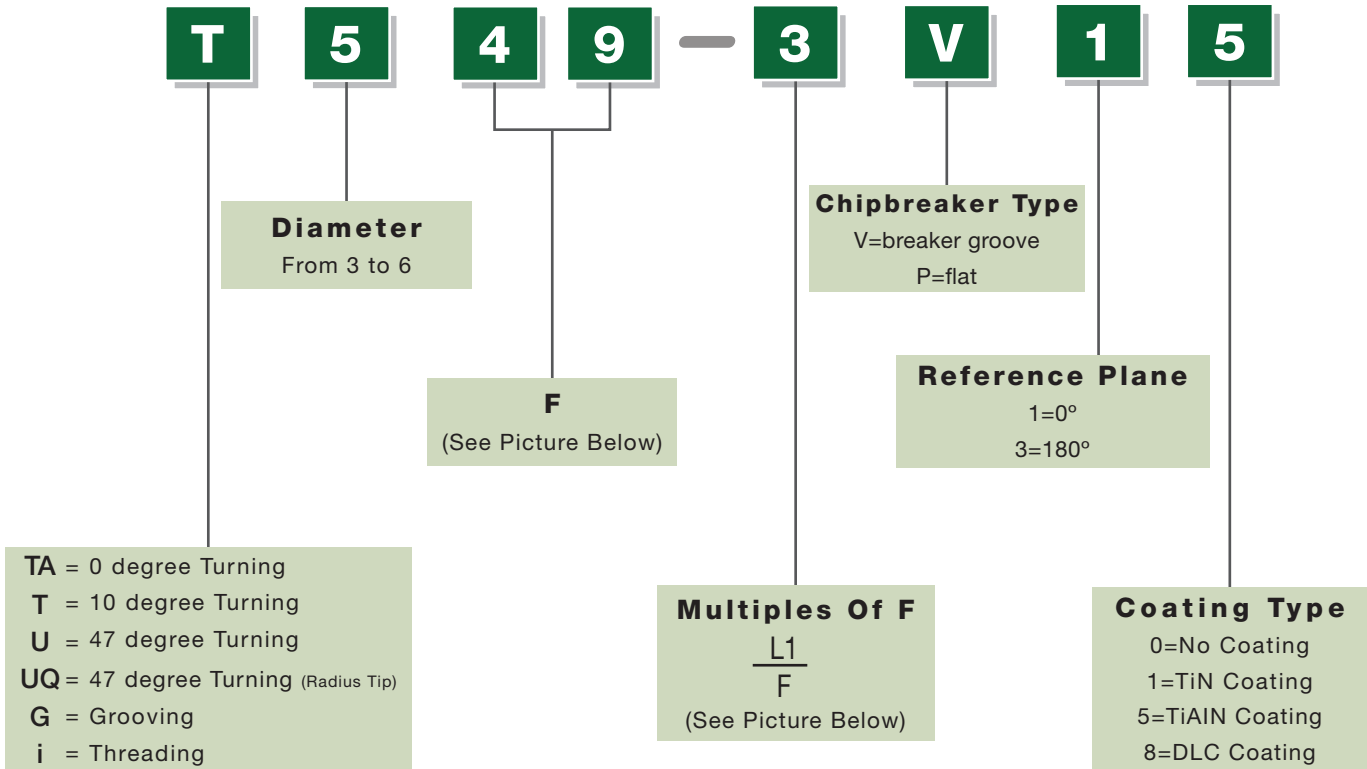 T 5 4 9 – 3 V 1 5
Diameter
From 3 to 6
Chipbreaker Type
V=breaker groove
P=flat
F
(See Picture Below)
Reference Plane
1=0º
3=180º
TA = 0 degree Turning
T = 10 degree Turning
U = 47 degree Turning
UQ = 47 degree Turning (Radius Tip)
G = Grooving
i = Threading
Multiples Of F
L1
F
(See Picture Below)
Coating Type
0=No Coating
1=TiN Coating
5=TiAlN Coating
8=DLC Coating